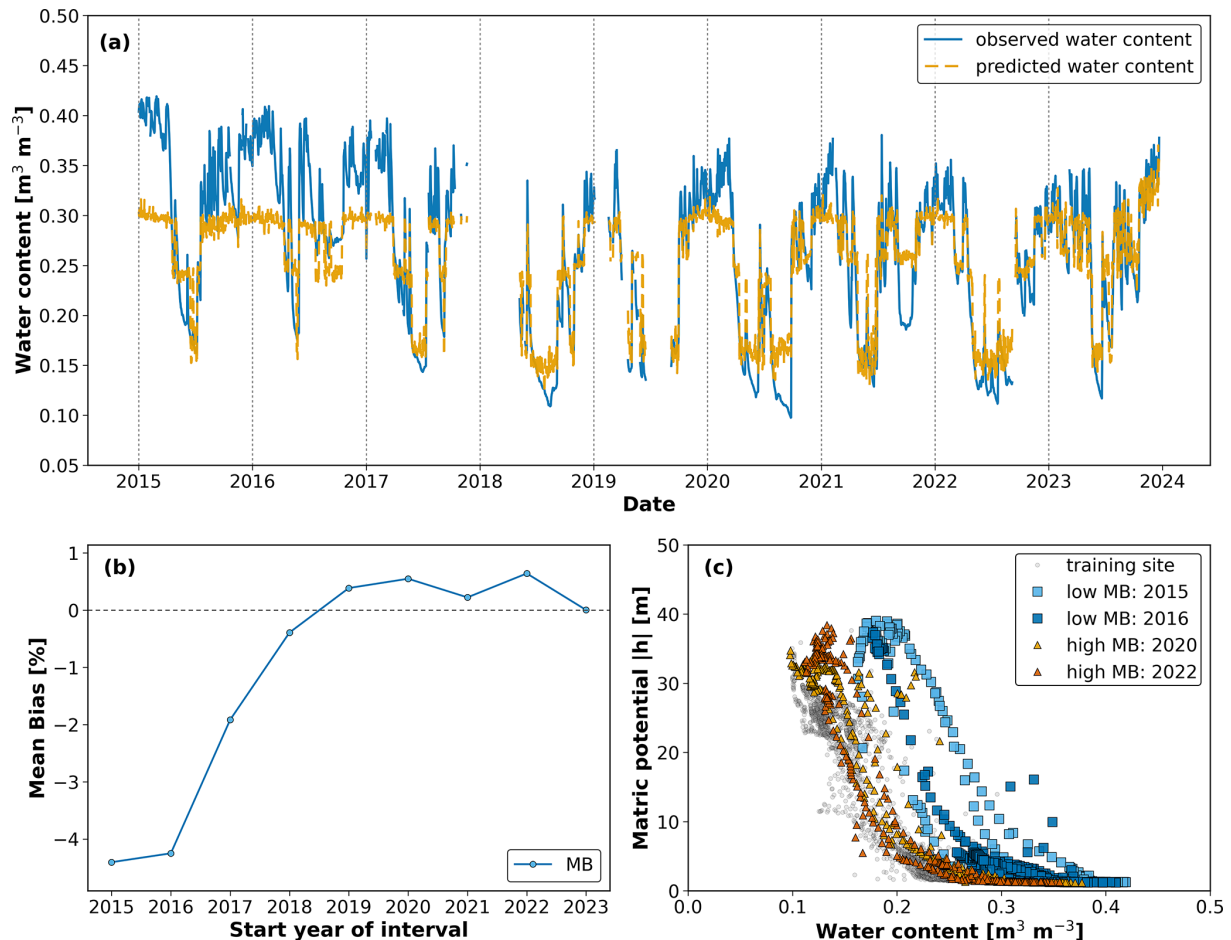 (a)
observed water content
predicted water content
Water content [m³ m⁻³]
0.50
0.45
0.40
0.35
0.30
0.25
0.20
0.15
0.10
0.05
2015 2016 2017 2018 2019 2020 2021 2022 2023 2024
Date
(b)
Mean Bias [%]
1
0
−1
−2
−3
−4
MB
2015 2016 2017 2018 2019 2020 2021 2022 2023
Start year of interval
(c)
training site
low MB: 2015
low MB: 2016
high MB: 2020
high MB: 2022
Matric potential |h| [m]
50
40
30
20
10
0
0.0 0.1 0.2 0.3 0.4 0.5
Water content [m³ m⁻³]